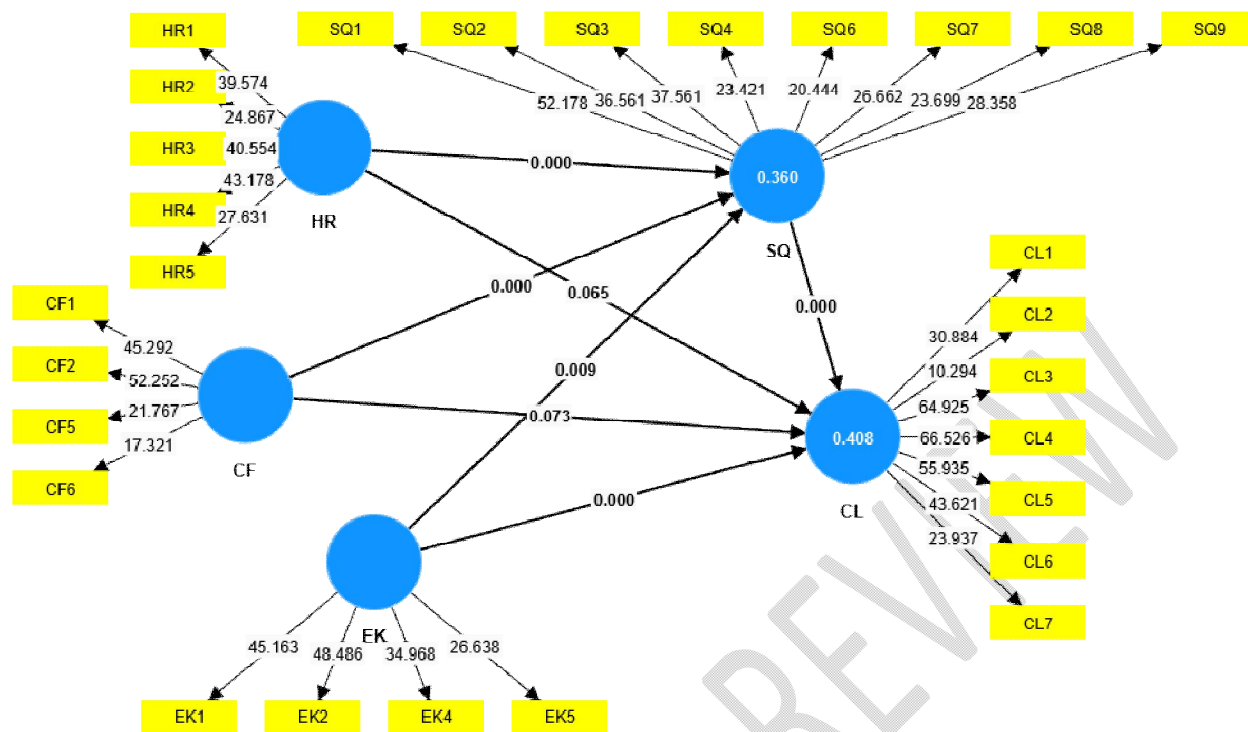 HR1
HR2
HR3
HR4
HR5
39.574
24.867
40.554
43.178
27.631
HR
SQ1
SQ2
SQ3
SQ4
SQ6
SQ7
SQ8
SQ9
52.178
36.561
37.561
23.421
20.444
26.662
23.699
28.358
0.360
SQ
0.000
0.065
0.000
0.000
0.009
0.073
0.000
CF1
CF2
CF5
CF6
45.292
52.252
21.767
17.321
CF
CL1
CL2
CL3
CL4
CL5
CL6
CL7
30.884
10.294
64.925
66.526
55.935
43.621
23.937
0.408
CL
EK
45.163
48.486
34.968
26.638
EK1
EK2
EK4
EK5
REVIEW